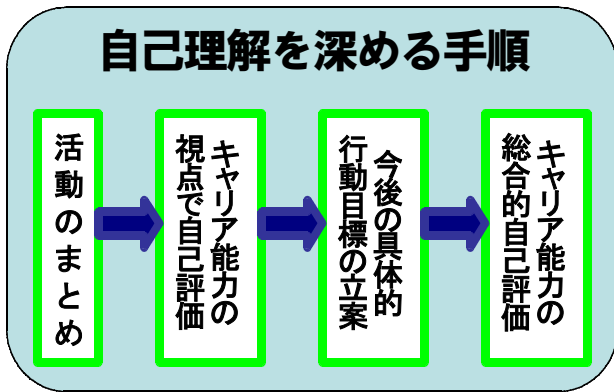 自己理解を深める手順
活動のまとめ
キャリア能力の
視点で自己評価
今後の具体的
行動目標の立案
キャリア能力の
総合的自己評価